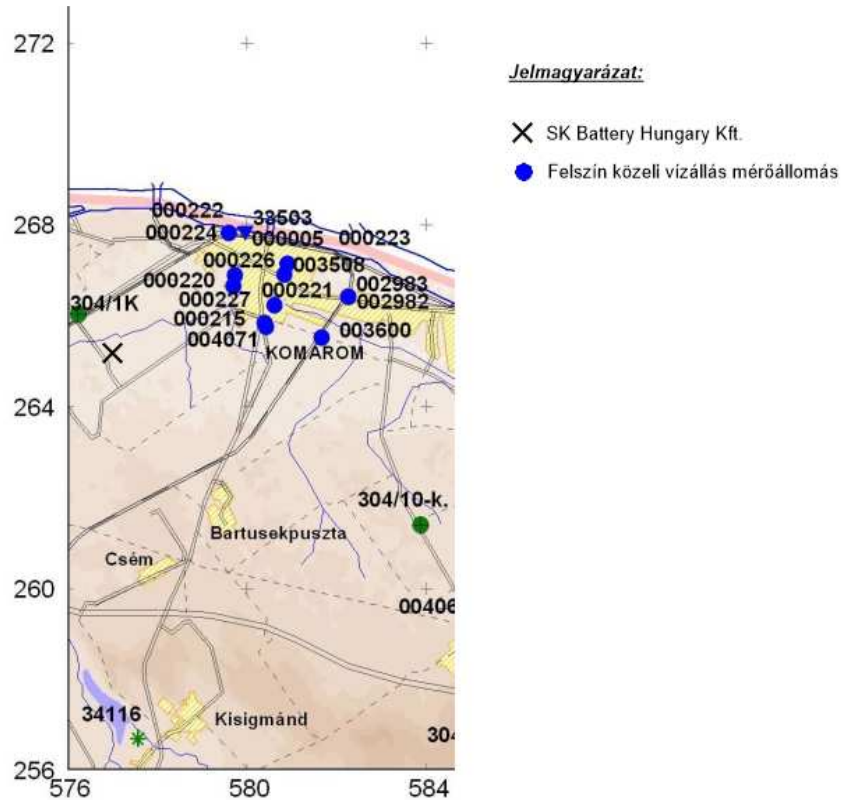 272
Jelmagyarázat:
SK Battery Hungary Kft.
Felszín közeli vízállás mérőállomás
268
000222
33503
000224
000005
000223
000226
003508
000220
002983
000227
000221
002982
304/1K
000215
003600
004071
KOMÁROM
264
304/10-k.
Bartusekpuszta
Csém
260
00406
34116
Kisigmánd
304
256
576
580
584